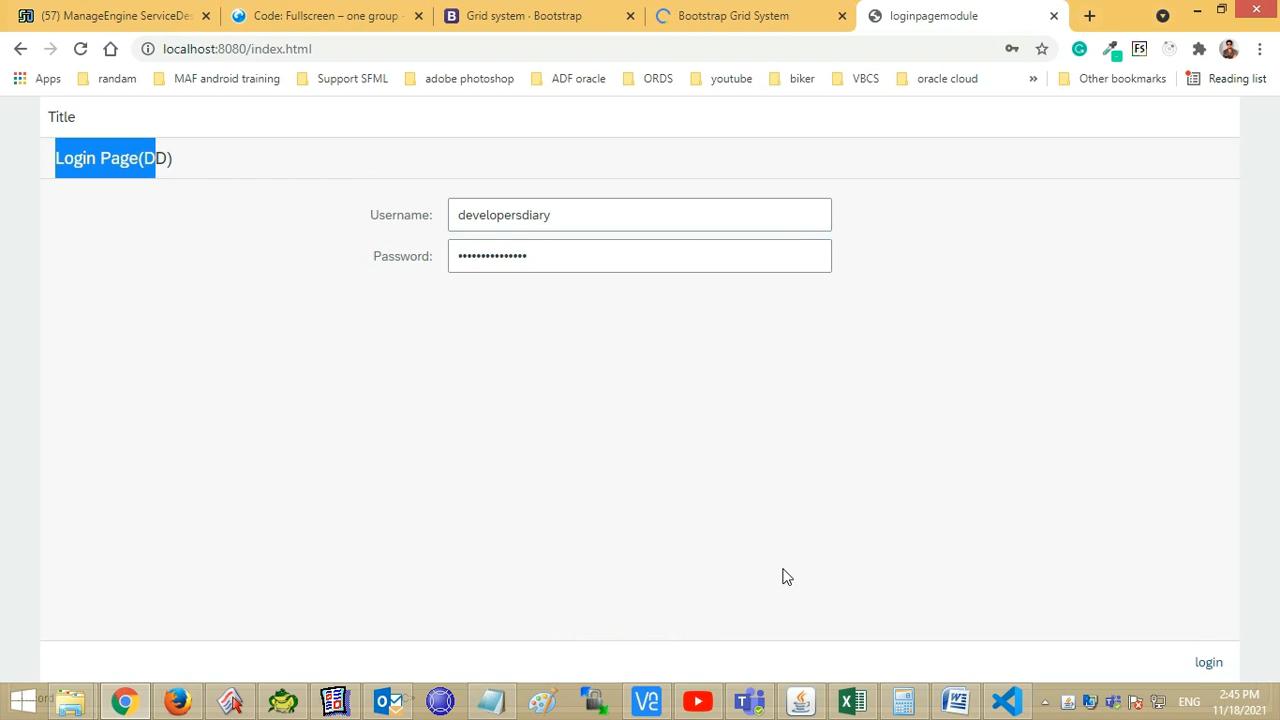 (57) ManageEngine ServiceDes
Code: Fullscreen – one group -
Grid system · Bootstrap
Bootstrap Grid System
loginpagemodule
localhost:8080/index.html
Apps
randam
MAF android training
Support SFML
adobe photoshop
ADF oracle
ORDS
youtube
biker
VBCS
oracle cloud
»
Other bookmarks
Reading list
Title
Login Page(DD)
Username:
developersdiary
Password:
•••••••••••••••
login
ENG
2:45 PM
11/18/2021